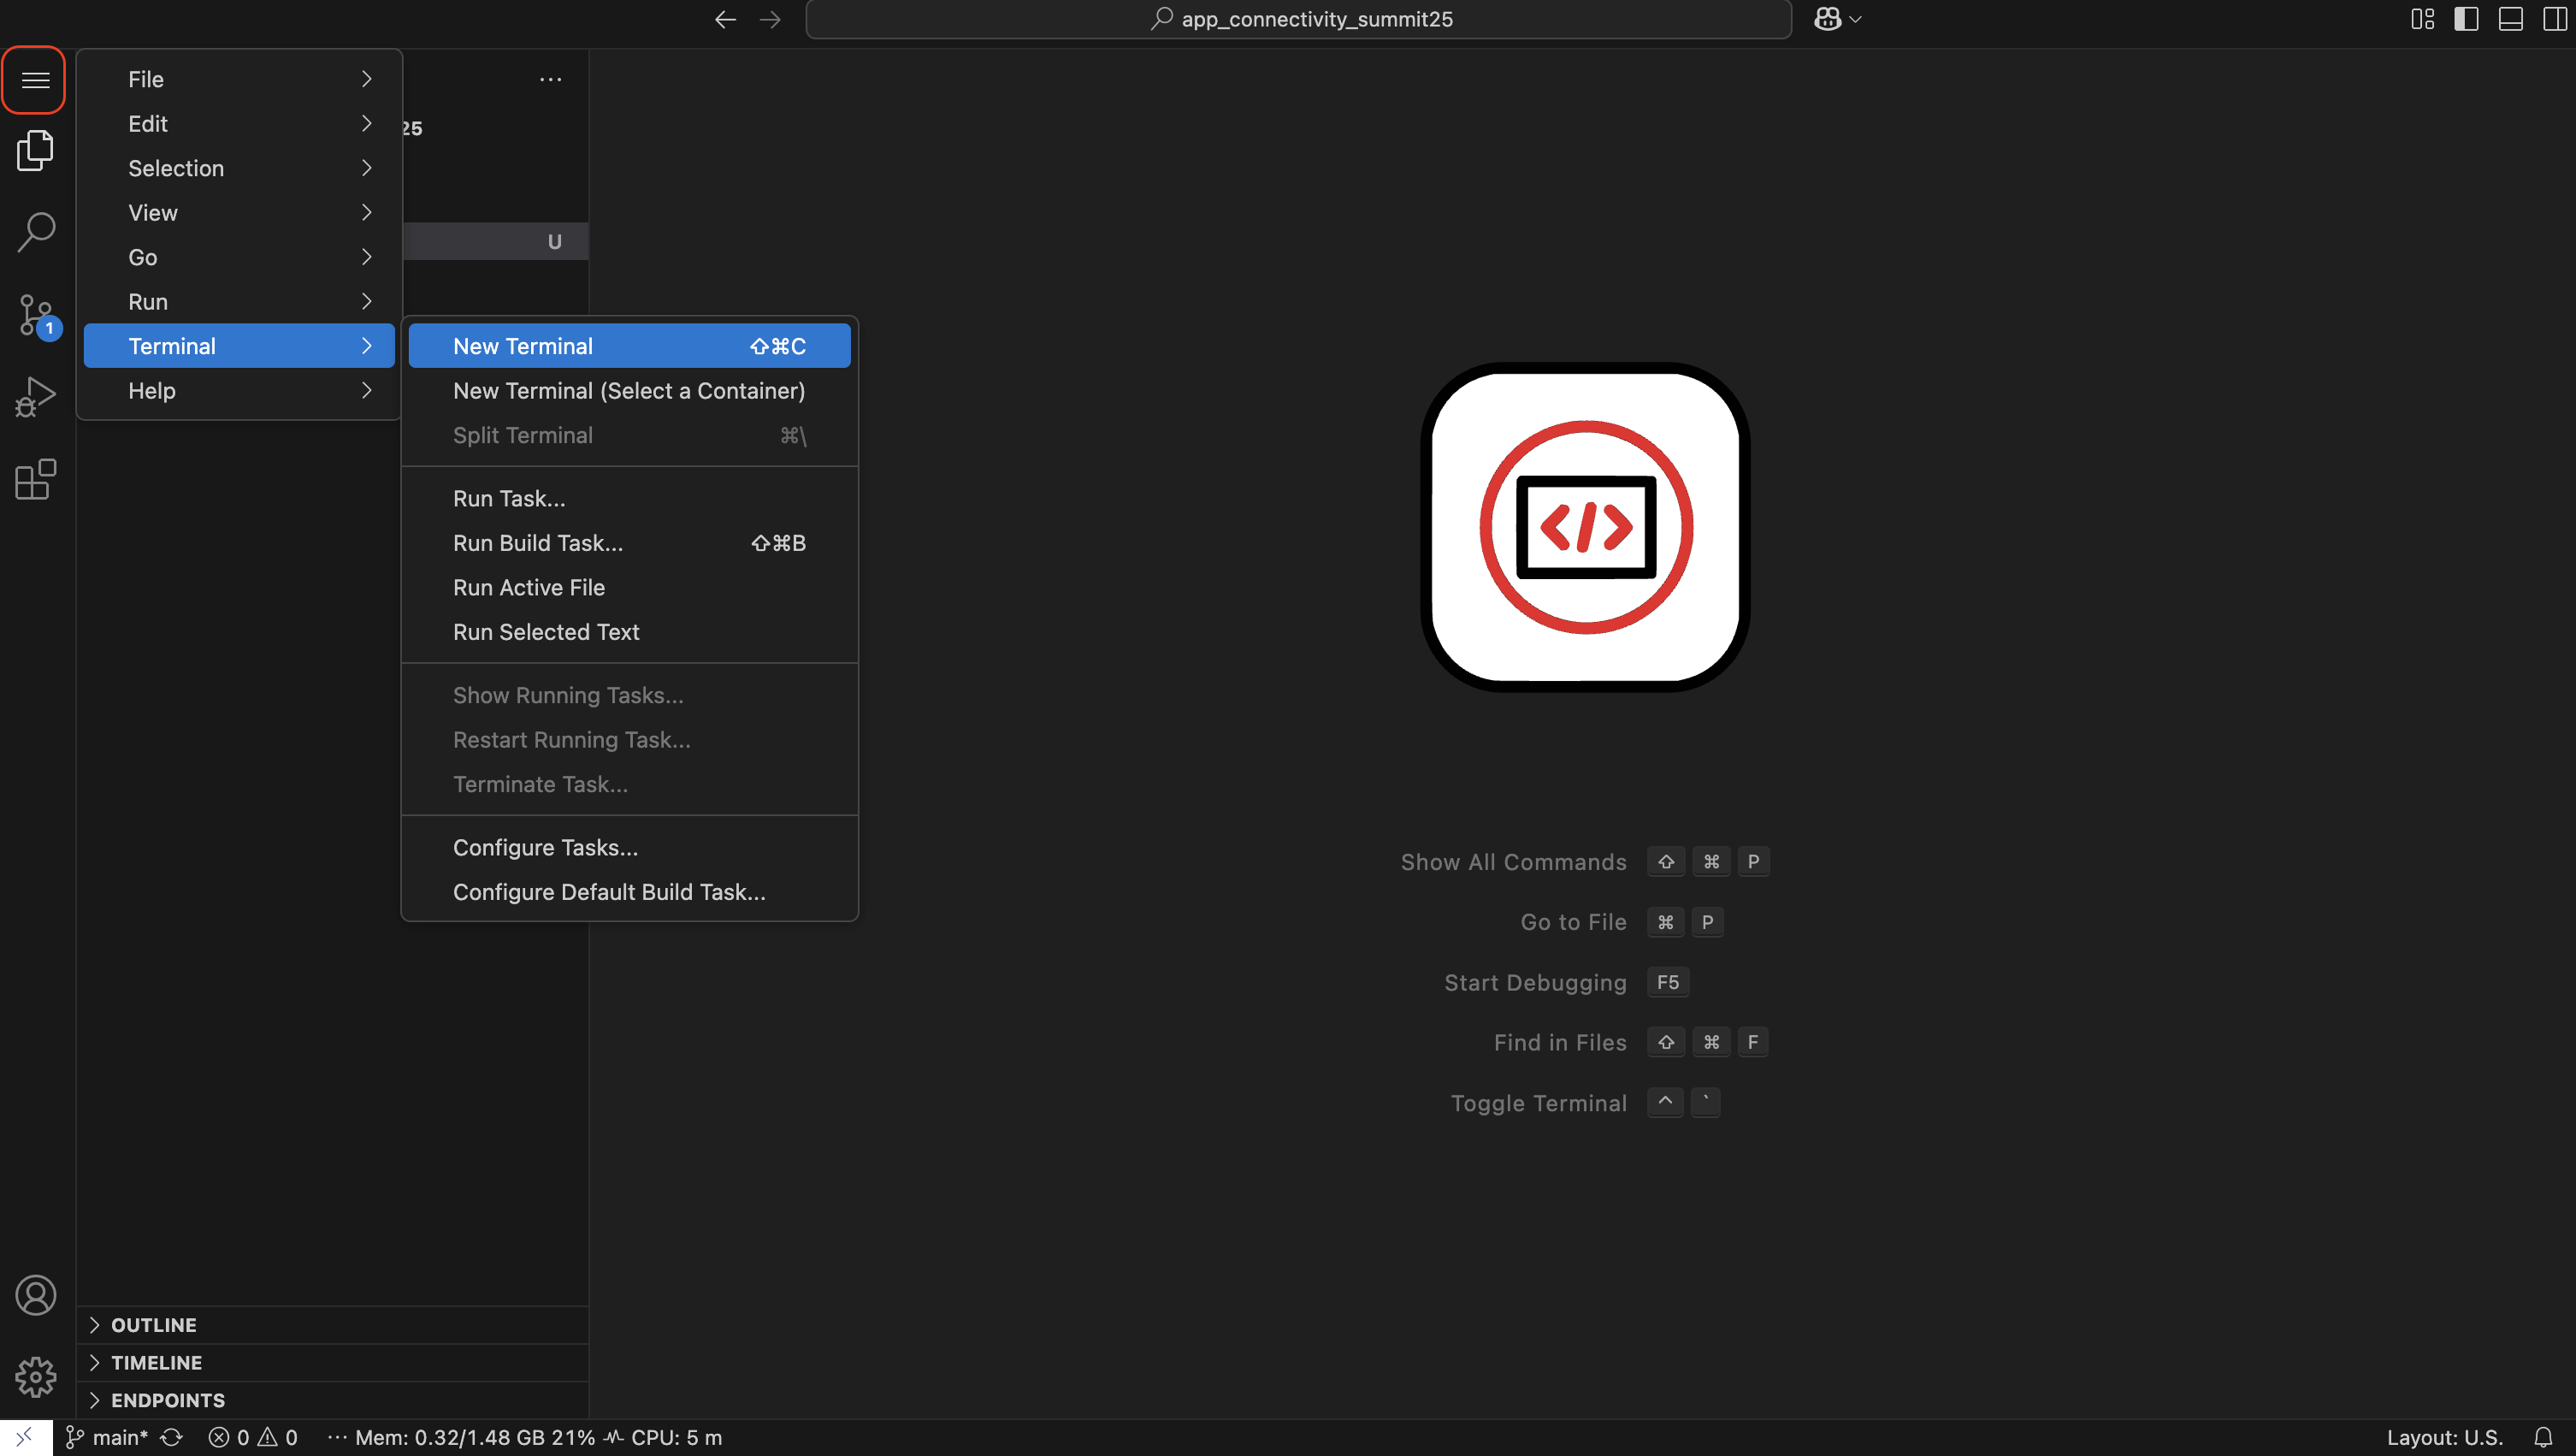 app_connectivity_summit25
File
Edit
25
Selection
View
U
Go
Run
1
Terminal
Help
New Terminal ⇧⌘C
New Terminal (Select a Container)
Split Terminal ⌘\
Run Task...
Run Build Task... ⇧⌘B
Run Active File
Run Selected Text
Show Running Tasks...
Restart Running Task...
Terminate Task...
Configure Tasks...
Configure Default Build Task...
</>
Show All Commands ⇧ ⌘ P
Go to File ⌘ P
Start Debugging F5
Find in Files ⇧ ⌘ F
Toggle Terminal ^ `
OUTLINE
TIMELINE
ENDPOINTS
main* 0 0 ··· Mem: 0.32/1.48 GB 21% CPU: 5 m Layout: U.S.